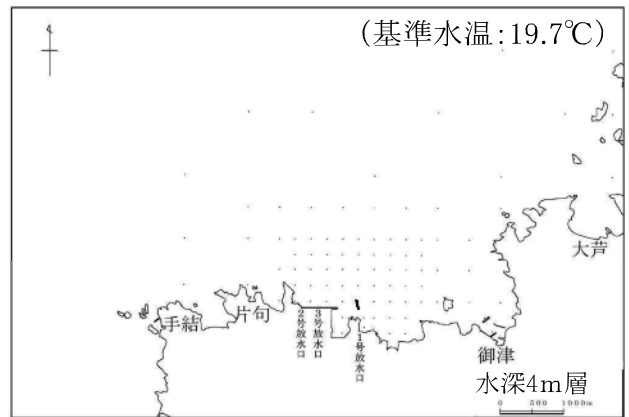 (基準水温:19.7℃)
大芦
手結
片句
2号放水口
3号放水口
1号放水口
御津
水深4m層
0 500 1000m